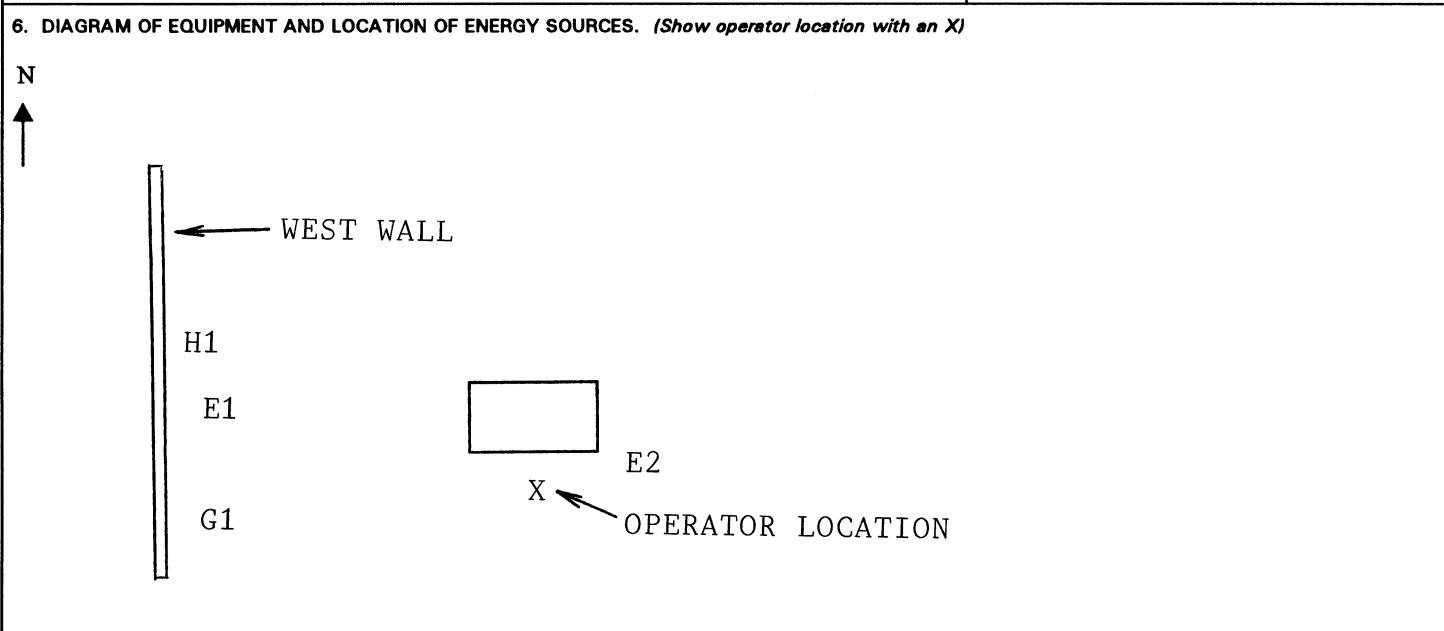 6. DIAGRAM OF EQUIPMENT AND LOCATION OF ENERGY SOURCES. (Show operator location with an X)
N
WEST WALL
H1
E1
E2
X
G1
OPERATOR LOCATION